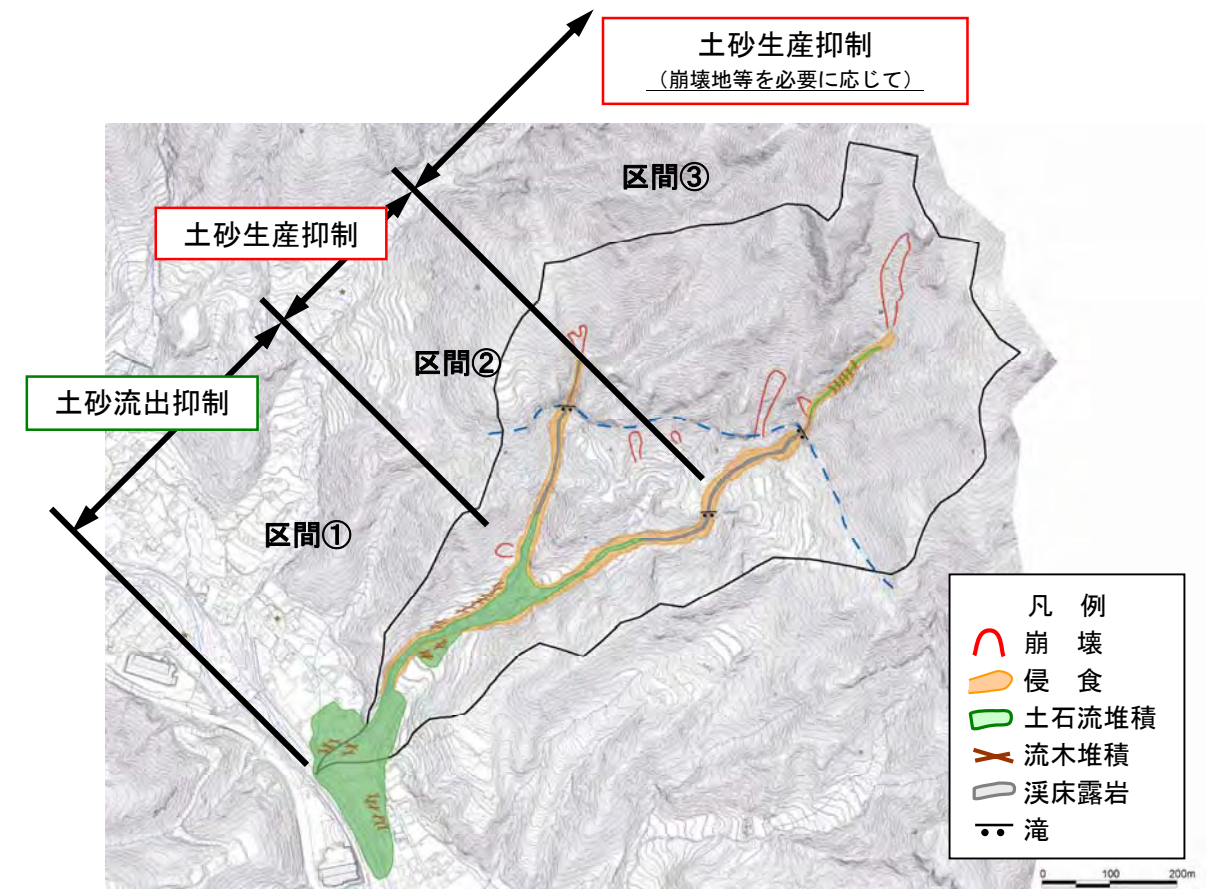 土砂生産抑制
（崩壊地等を必要に応じて）
区間③
土砂生産抑制
区間②
土砂流出抑制
区間①
凡　例
崩　壊
侵　食
土石流堆積
流木堆積
渓床露岩
滝
0 100 200m